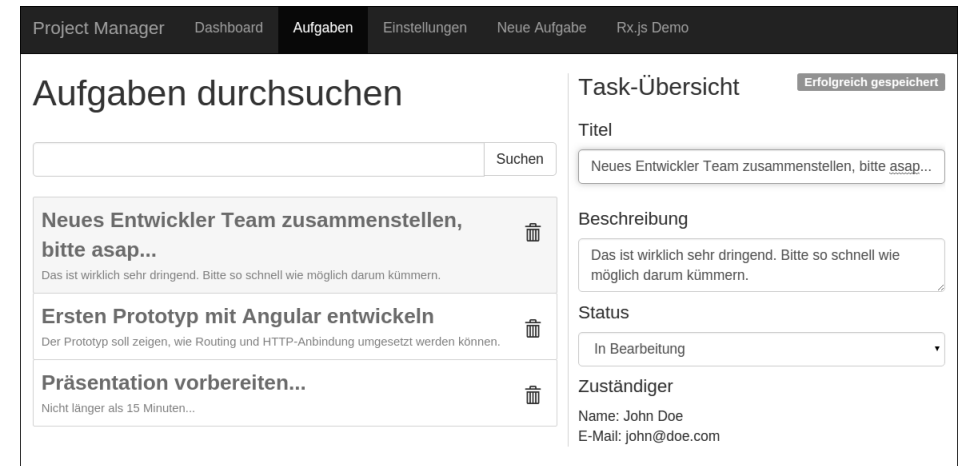 Project Manager Dashboard Aufgaben Einstellungen Neue Aufgabe Rx.js Demo
Aufgaben durchsuchen
Suchen
Neues Entwickler Team zusammenstellen,
bitte asap...
Das ist wirklich sehr dringend. Bitte so schnell wie möglich darum kümmern.
Ersten Prototyp mit Angular entwickeln
Der Prototyp soll zeigen, wie Routing und HTTP-Anbindung umgesetzt werden können.
Präsentation vorbereiten...
Nicht länger als 15 Minuten...
Task-Übersicht Erfolgreich gespeichert
Titel
Neues Entwickler Team zusammenstellen, bitte asap...
Beschreibung
Das ist wirklich sehr dringend. Bitte so schnell wie
möglich darum kümmern.
Status
In Bearbeitung
Zuständiger
Name: John Doe
E-Mail: john@doe.com